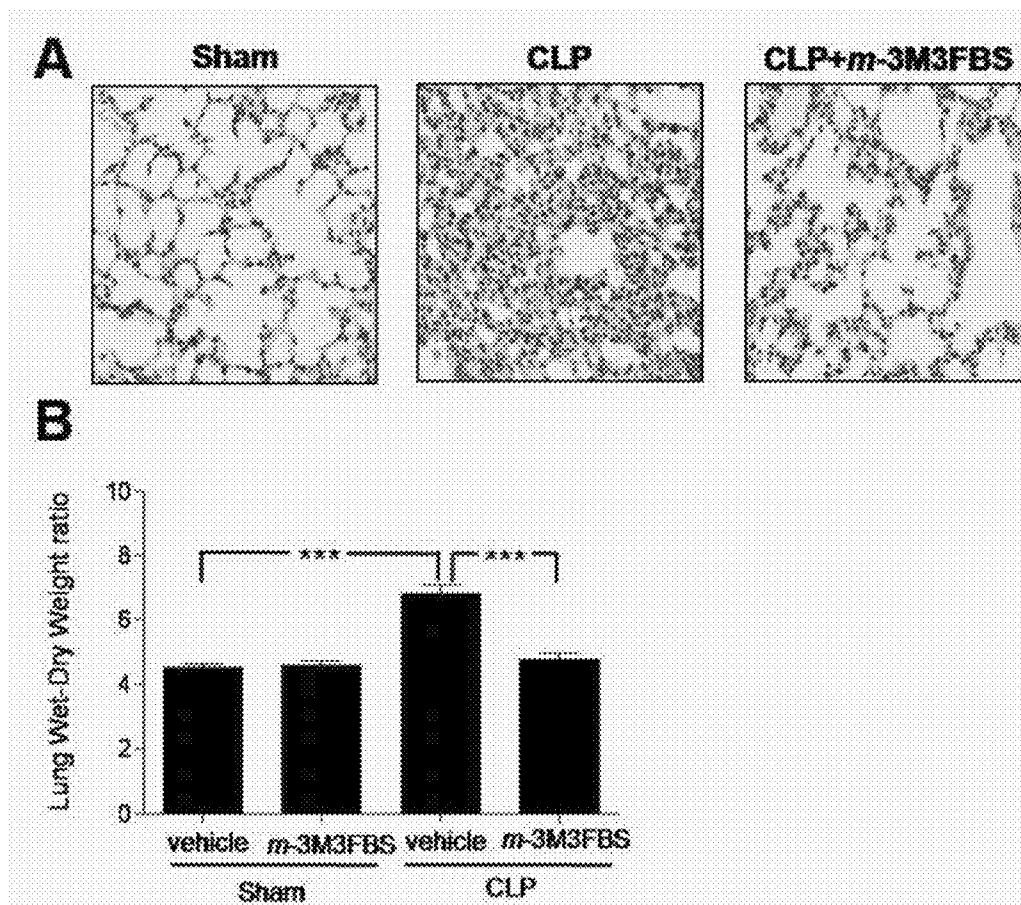 A
Sham
CLP
CLP+m-3M3FBS
B
Lung Wet-Dry Weight ratio
10
8
6
4
2
0
*** ***
vehicle m-3M3FBS vehicle m-3M3FBS
Sham CLP